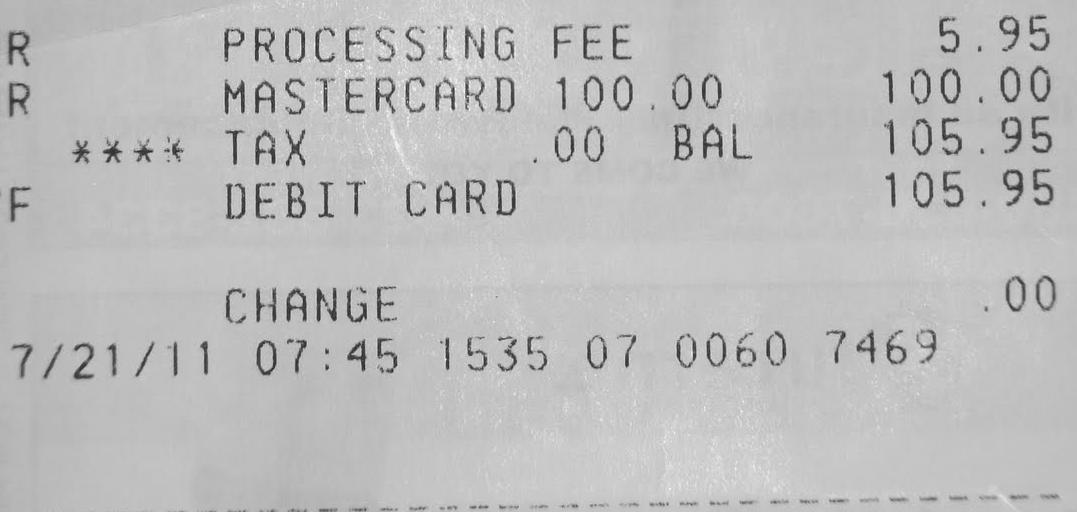 R PROCESSING FEE 5.95
R MASTERCARD 100.00 100.00
**** TAX .00 BAL 105.95
F DEBIT CARD 105.95
CHANGE .00
7/21/11 07:45 1535 07 0060 7469